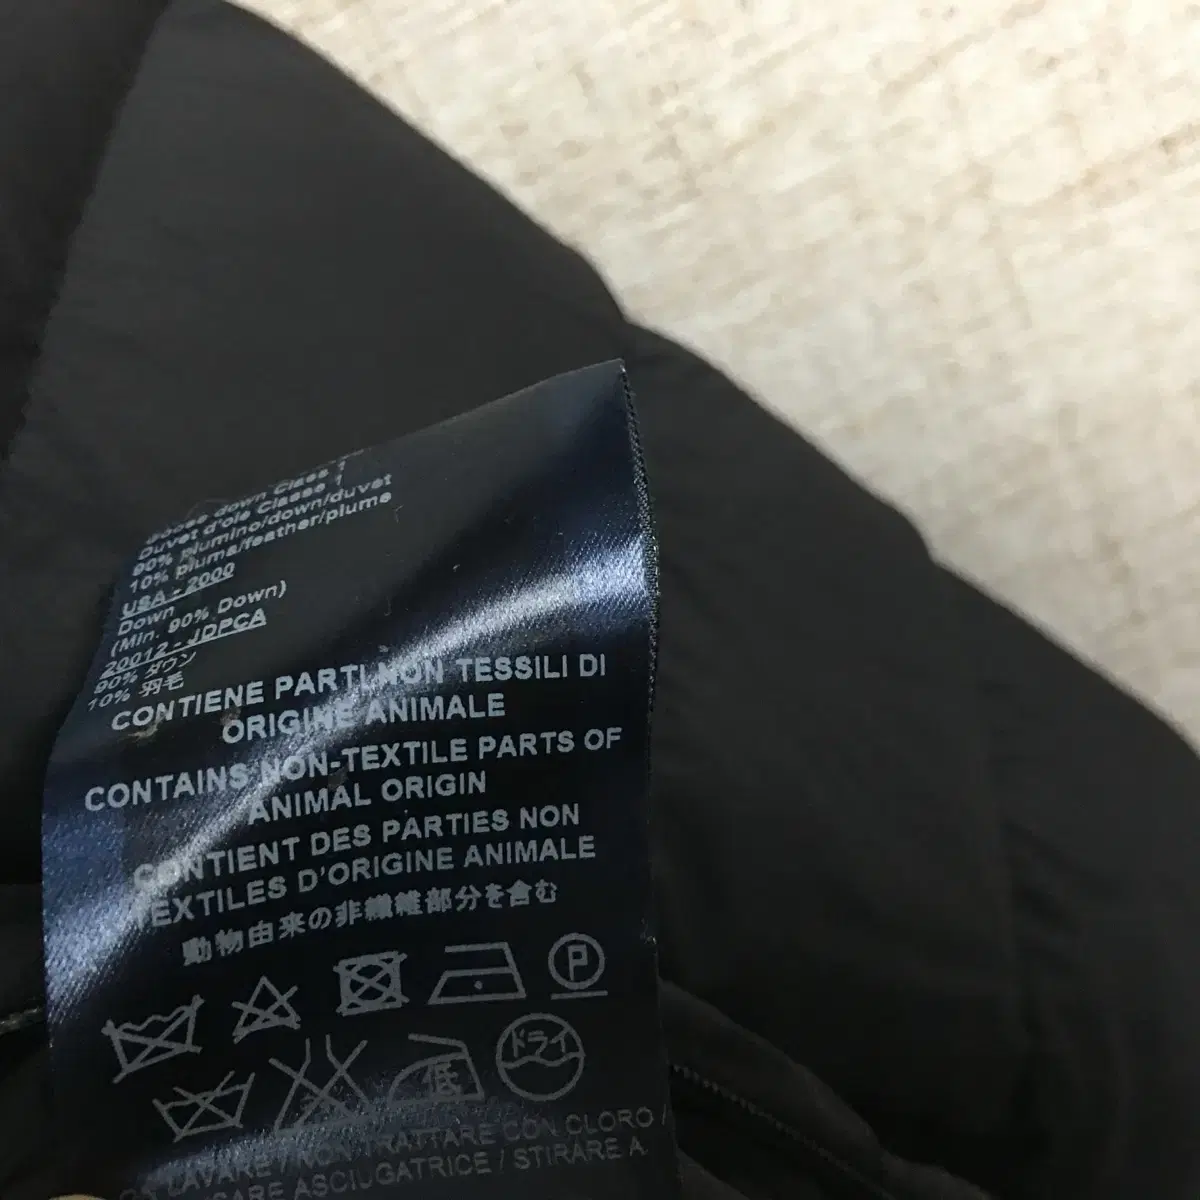 Goose down Class 1
Duvet d'oie Classe 1
90% piumino/down/duvet
10% piuma/feather/plume
USA - 2000
Down
(Min. 90% Down)
20012 - JDPCA
90% ダウン
10% 羽毛
CONTIENE PARTI NON TESSILI DI
ORIGINE ANIMALE
CONTAINS NON-TEXTILE PARTS OF
ANIMAL ORIGIN
CONTIENT DES PARTIES NON
TEXTILES D'ORIGINE ANIMALE
動物由来の非繊維部分を含む
P
低 ドライ
LAVARE / NON TRATTARE CON CLORO /
ASCIUGATRICE / STIRARE A